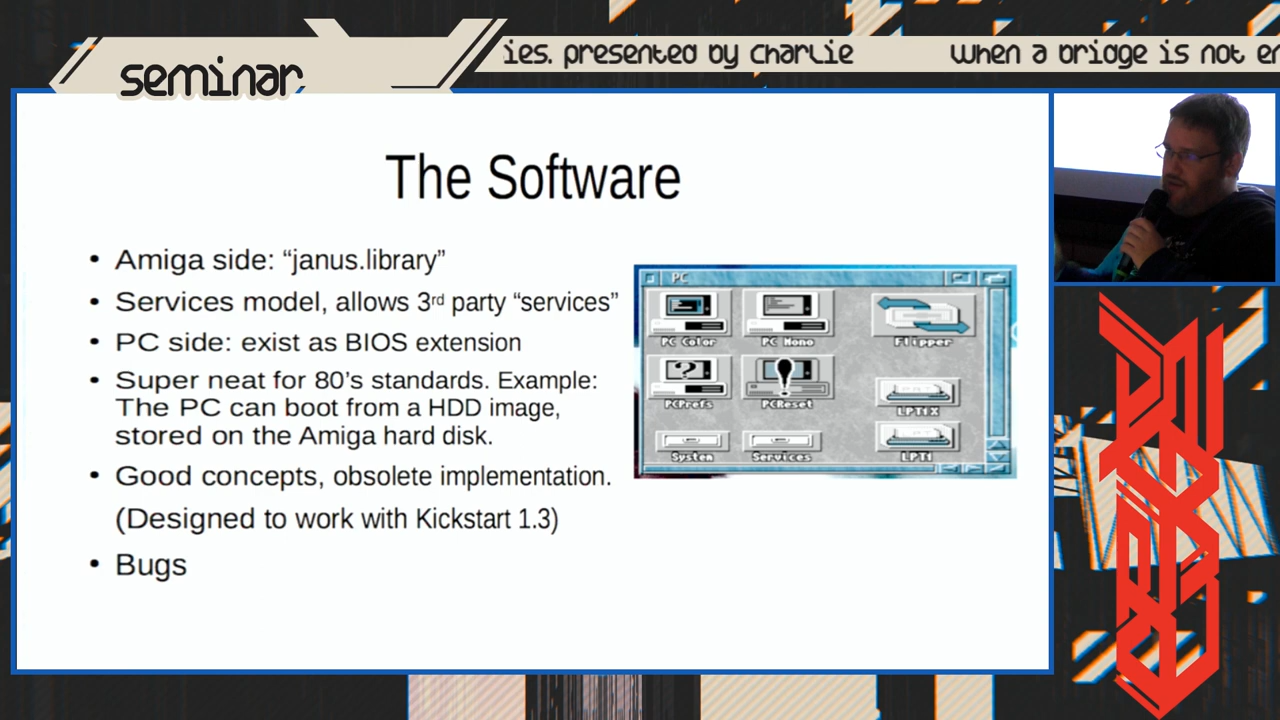 seminar
ies. presented by charlie
when a bridge is not en
The Software
• Amiga side: “janus.library”
• Services model, allows 3rd party “services”
• PC side: exist as BIOS extension
• Super neat for 80’s standards. Example:
The PC can boot from a HDD image,
stored on the Amiga hard disk.
• Good concepts, obsolete implementation.
(Designed to work with Kickstart 1.3)
• Bugs
PC
PC Color
PC Mono
Flipper
PCPrefs
PCReset
LPT1X
System
Services
LPT1